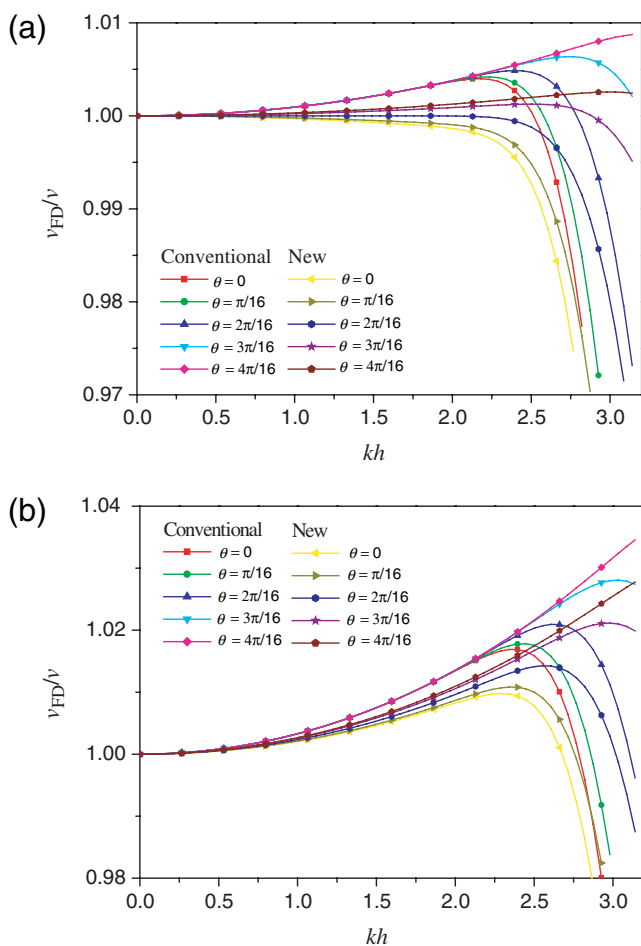 (a)
1.01
1.00
0.99
0.98
0.97
v_FD/v
Conventional New
θ = 0 θ = 0
θ = π/16 θ = π/16
θ = 2π/16 θ = 2π/16
θ = 3π/16 θ = 3π/16
θ = 4π/16 θ = 4π/16
0.0 0.5 1.0 1.5 2.0 2.5 3.0
kh
(b)
1.04
1.02
1.00
0.98
v_FD/v
Conventional New
θ = 0 θ = 0
θ = π/16 θ = π/16
θ = 2π/16 θ = 2π/16
θ = 3π/16 θ = 3π/16
θ = 4π/16 θ = 4π/16
0.0 0.5 1.0 1.5 2.0 2.5 3.0
kh